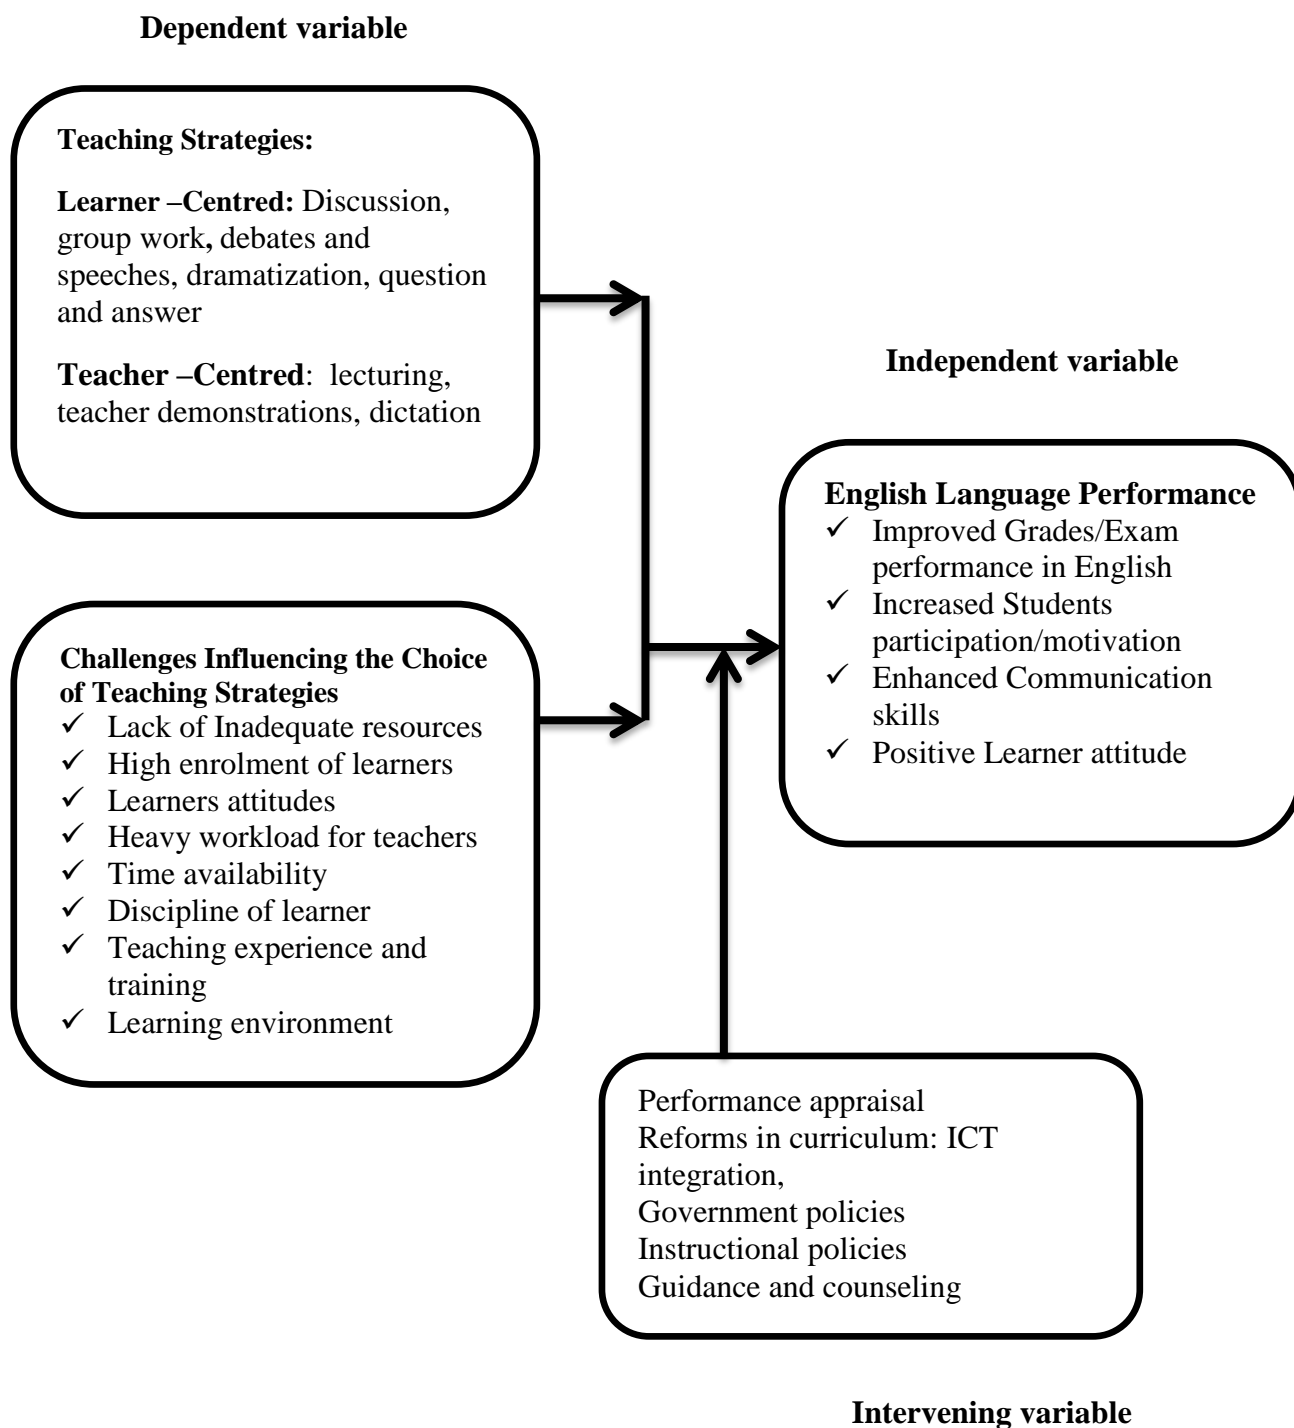 Dependent variable
Teaching Strategies:
Learner –Centred: Discussion,
group work, debates and
speeches, dramatization, question
and answer
Teacher –Centred:  lecturing,
teacher demonstrations, dictation
Challenges Influencing the Choice
of Teaching Strategies
✓ Lack of Inadequate resources
✓ High enrolment of learners
✓ Learners attitudes
✓ Heavy workload for teachers
✓ Time availability
✓ Discipline of learner
✓ Teaching experience and
training
✓ Learning environment
Independent variable
English Language Performance
✓ Improved Grades/Exam
performance in English
✓ Increased Students
participation/motivation
✓ Enhanced Communication
skills
✓ Positive Learner attitude
Performance appraisal
Reforms in curriculum: ICT
integration,
Government policies
Instructional policies
Guidance and counseling
Intervening variable